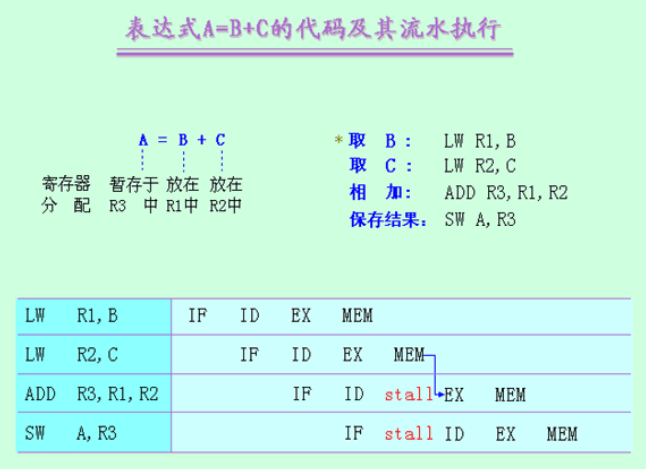 表达式A=B+C的代码及其流水执行
A = B + C
寄存器 暂存于 放在 放在
分 配 R3 中 R1中 R2中
*取 B: LW R1,B
取 C: LW R2,C
相 加: ADD R3,R1,R2
保存结果: SW A,R3
LW R1,B IF ID EX MEM
LW R2,C IF ID EX MEM
ADD R3,R1,R2 IF ID stall EX MEM
SW A,R3 IF stall ID EX MEM